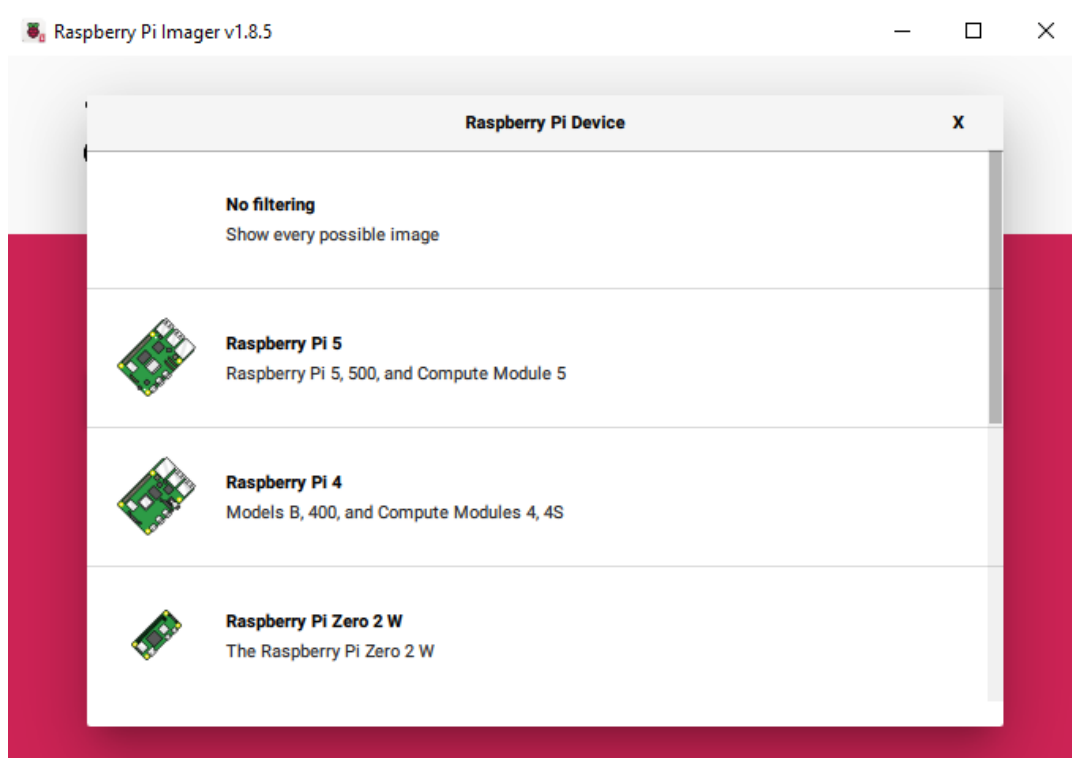 Raspberry Pi Imager v1.8.5
Raspberry Pi Device X
No filtering
Show every possible image
Raspberry Pi 5
Raspberry Pi 5, 500, and Compute Module 5
Raspberry Pi 4
Models B, 400, and Compute Modules 4, 4S
Raspberry Pi Zero 2 W
The Raspberry Pi Zero 2 W